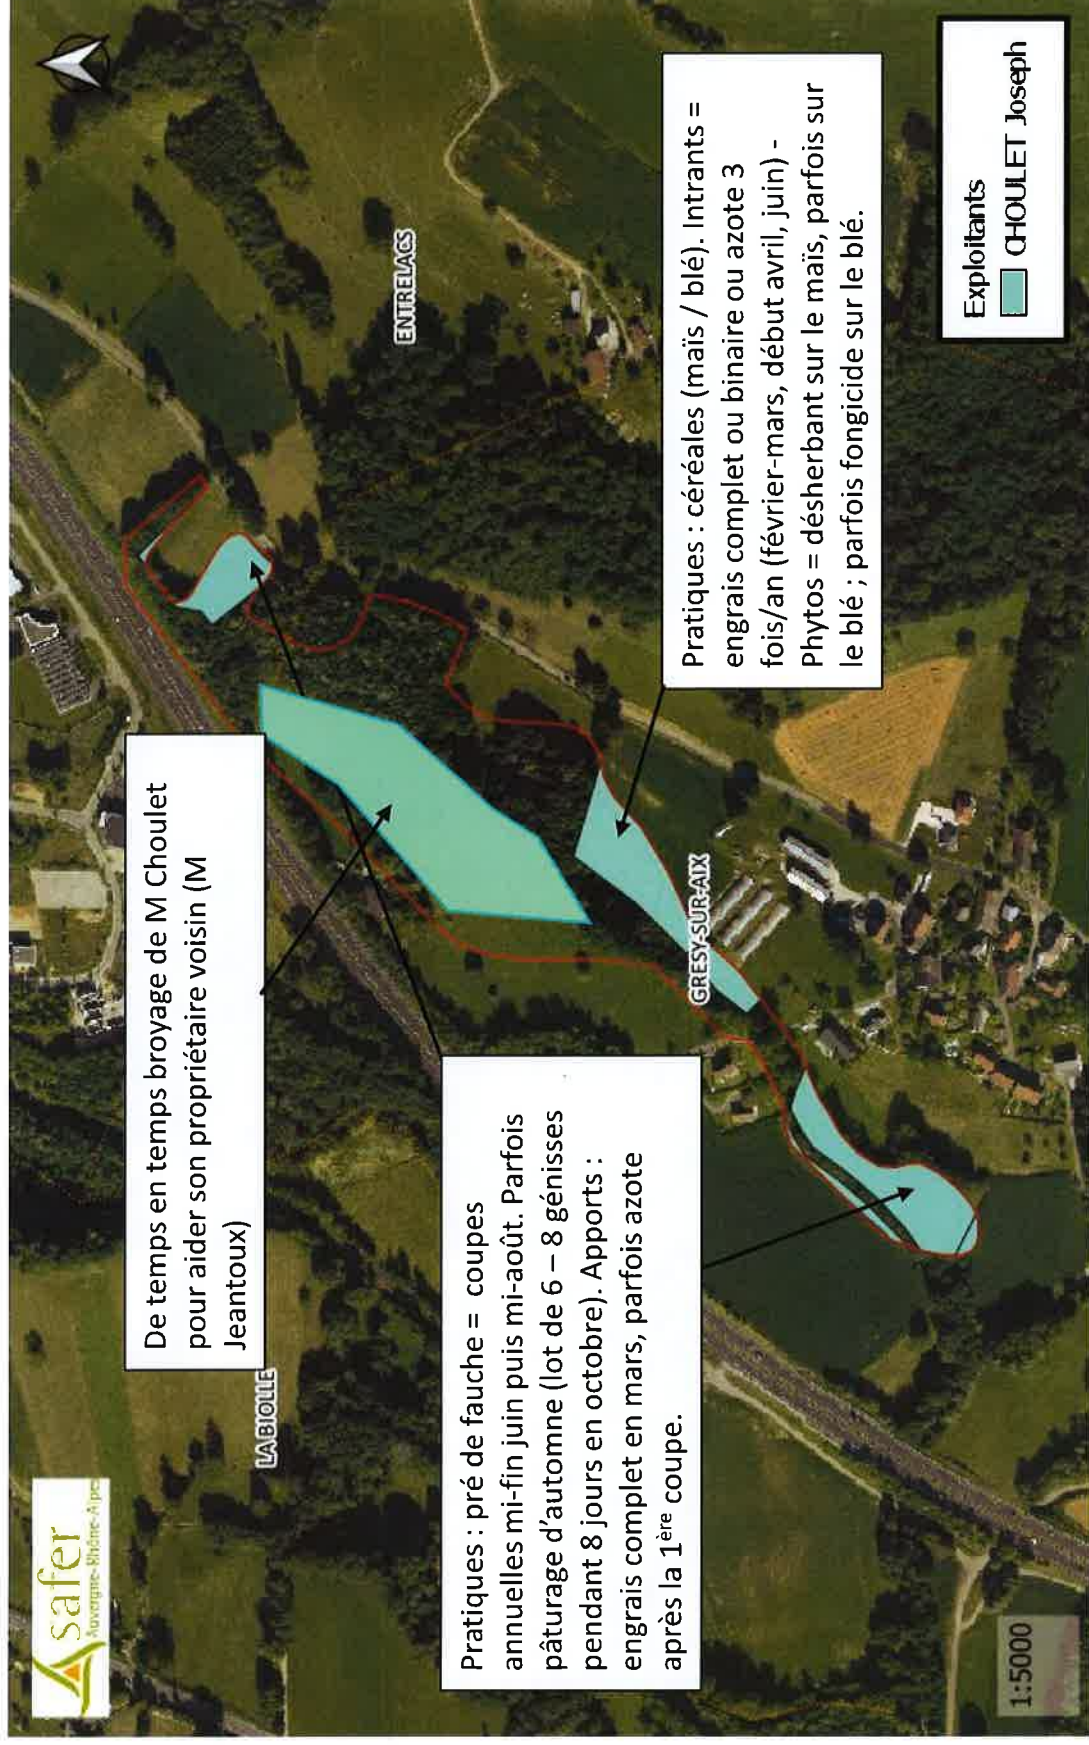 safer
Auvergne-Rhône-Alpes
De temps en temps broyage de M Choulet
pour aider son propriétaire voisin (M
Jeantoux)
LA BIOLLE
ENTRELACS
Pratiques : pré de fauche = coupes
annuelles mi-fin juin puis mi-août. Parfois
pâturage d'automne (lot de 6 – 8 génisses
pendant 8 jours en octobre). Apports :
engrais complet en mars, parfois azote
après la 1ère coupe.
GRESY-SUR-AIX
Pratiques : céréales (maïs / blé). Intrants =
engrais complet ou binaire ou azote 3
fois/an (février-mars, début avril, juin) -
Phytos = désherbant sur le maïs, parfois sur
le blé ; parfois fongicide sur le blé.
Exploitants
CHOULET Joseph
1:5000